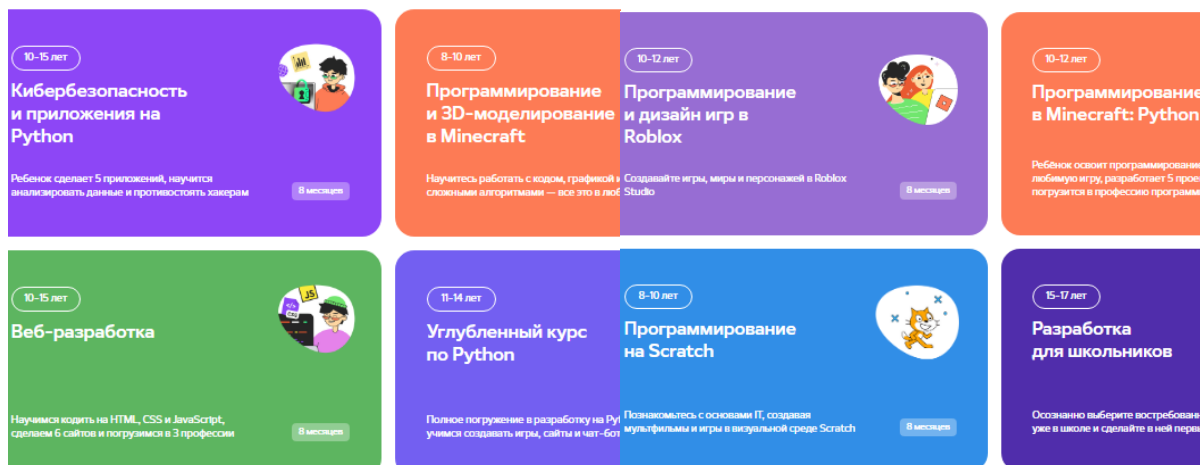 10-15 лет
Кибербезопасность
и приложения на
Python
Ребенок сделает 5 приложений, научится
анализировать данные и противостоять хакерам
8 месяцев
8-10 лет
Программирование
и 3D-моделирование
в Minecraft
Научитесь работать с кодом, графикой и
сложными алгоритмами — все это в люб
10-12 лет
Программирование
и дизайн игр в
Roblox
Создавайте игры, миры и персонажей в Roblox
Studio
8 месяцев
10-12 лет
Программирование
в Minecraft: Python
Ребёнок освоит программирование
любимую игру, разработает 5 прое
погрузится в профессию программ
10-15 лет
Веб-разработка
JS
</>
CSS
Научимся кодить на HTML, CSS и JavaScript,
сделаем 6 сайтов и погрузимся в 3 профессии
8 месяцев
11-14 лет
Углубленный курс
по Python
Полное погружение в разработку на Pyt
учимся создавать игры, сайты и чат-бот
8-10 лет
Программирование
на Scratch
Познакомьтесь с основами IT, создавая
мультфильмы и игры в визуальной среде Scratch
8 месяцев
15-17 лет
Разработка
для школьников
Осознанно выберите востребованн
уже в школе и сделайте в ней перв